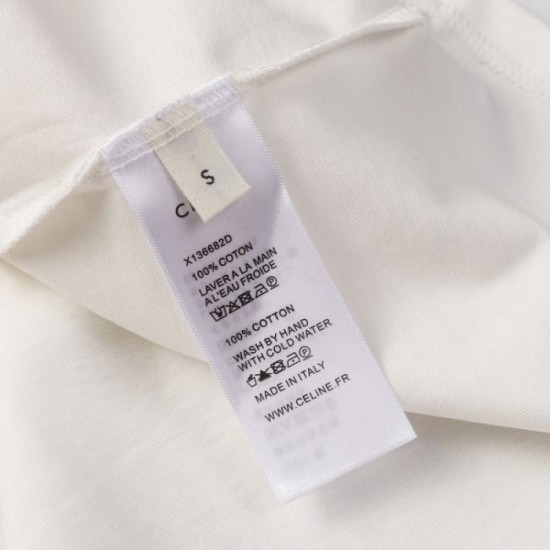 S
X136682D
100% COTON
LAVER A LA MAIN
A L'EAU FROIDE
100% COTTON
WASH BY HAND
WITH COLD WATER
MADE IN ITALY
WWW.CELINE.FR